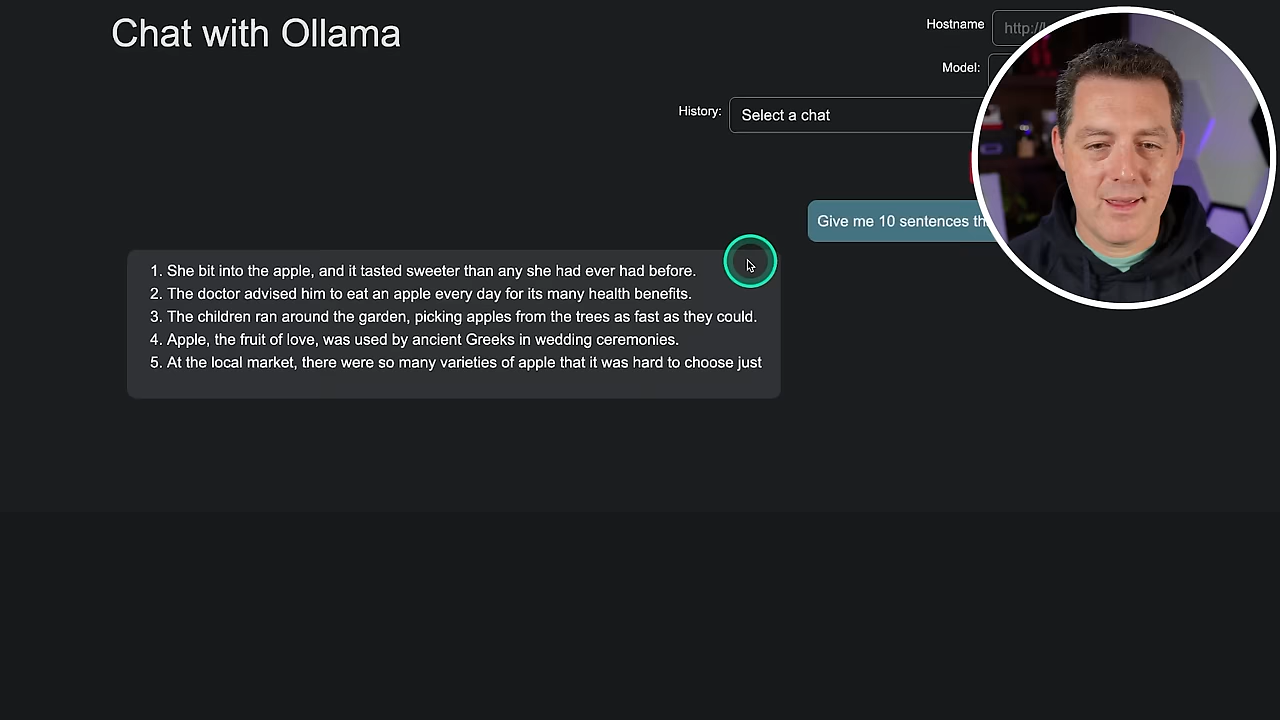 Chat with Ollama
Hostname
http://
Model:
History:
Select a chat
Give me 10 sentences th
1. She bit into the apple, and it tasted sweeter than any she had ever had before.
2. The doctor advised him to eat an apple every day for its many health benefits.
3. The children ran around the garden, picking apples from the trees as fast as they could.
4. Apple, the fruit of love, was used by ancient Greeks in wedding ceremonies.
5. At the local market, there were so many varieties of apple that it was hard to choose just